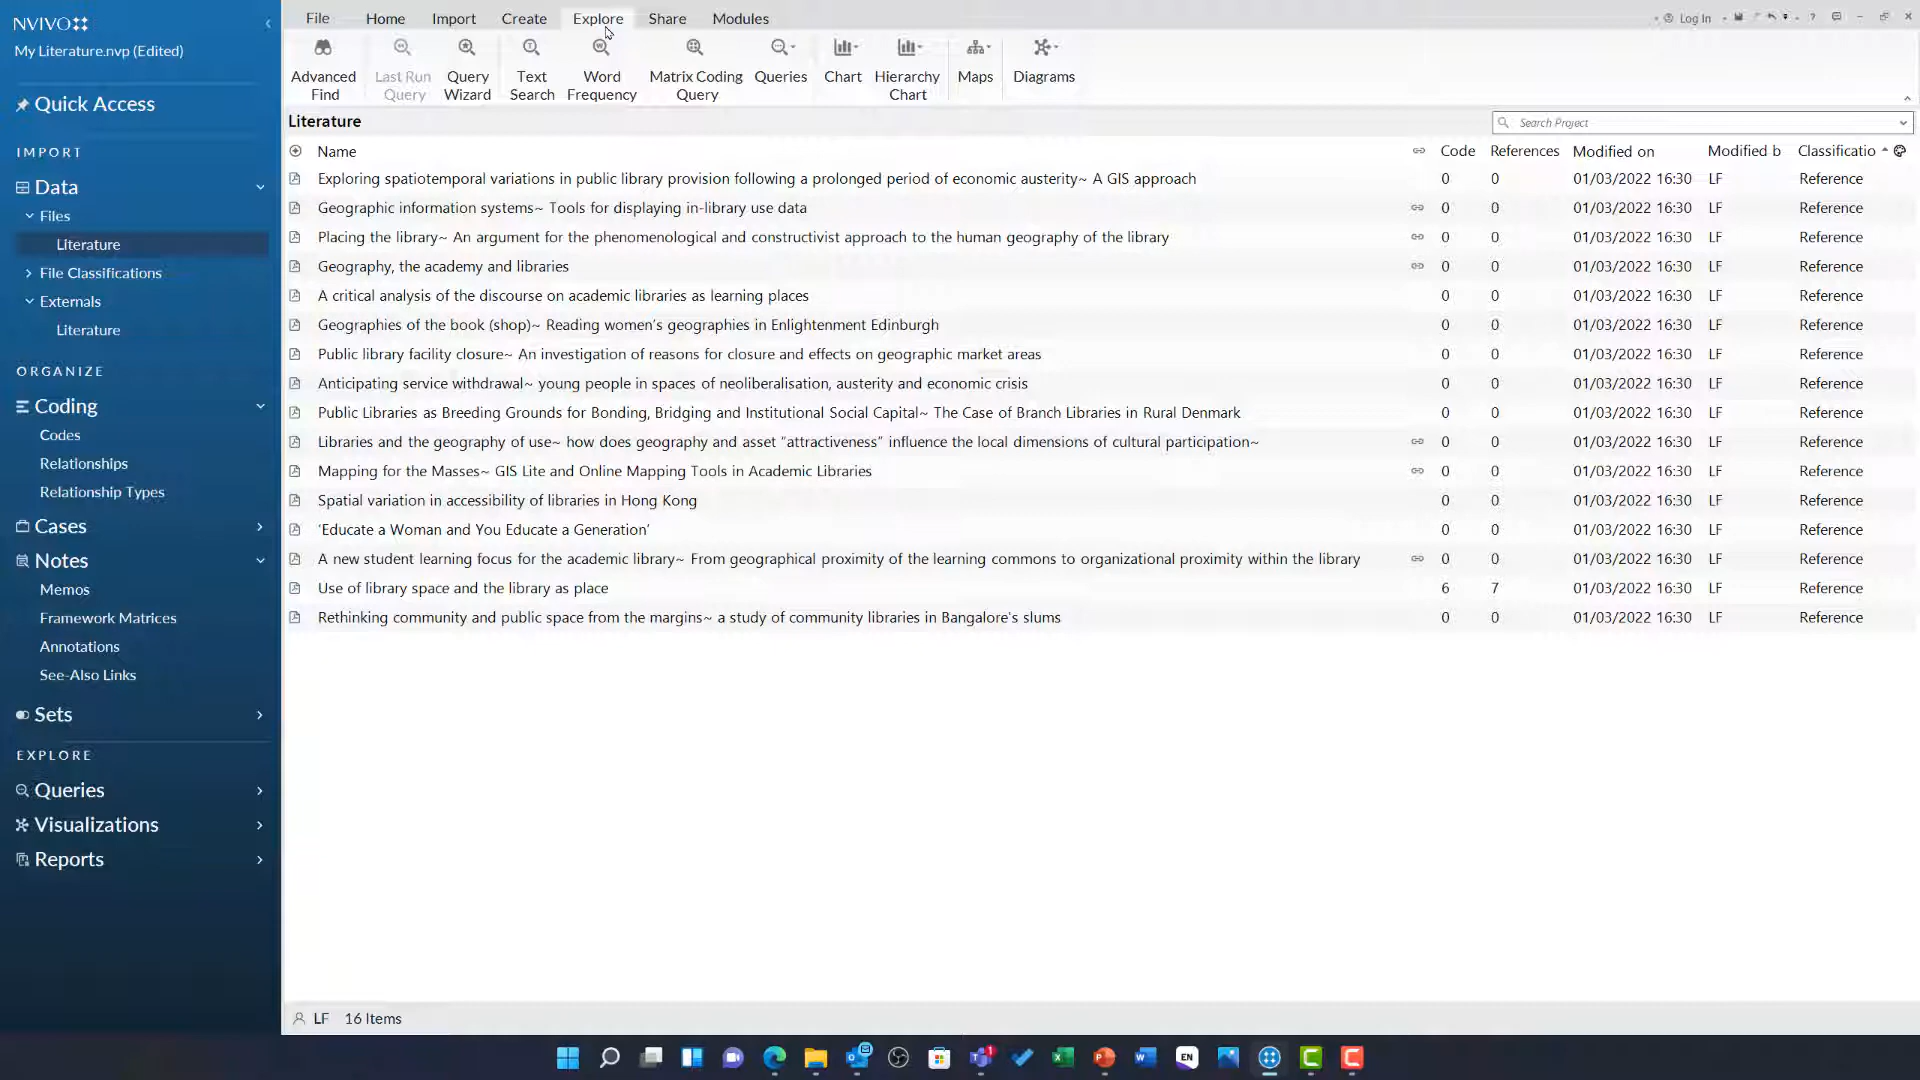 NVIVO
My Literature.nvp (Edited)
Quick Access
IMPORT
Data
Files
Literature
File Classifications
Externals
Literature
ORGANIZE
Coding
Codes
Relationships
Relationship Types
Cases
Notes
Memos
Framework Matrices
Annotations
See-Also Links
Sets
EXPLORE
Queries
Visualizations
Reports
File Home Import Create Explore Share Modules
Log In ?
Advanced Find
Last Run Query
Query Wizard
Text Search
Word Frequency
Matrix Coding Query
Queries
Chart
Hierarchy Chart
Maps
Diagrams
Literature
Search Project
Name Code References Modified on Modified b Classificatio
Exploring spatiotemporal variations in public library provision following a prolonged period of economic austerity~ A GIS approach 0 0 01/03/2022 16:30 LF Reference
Geographic information systems~ Tools for displaying in-library use data 0 0 01/03/2022 16:30 LF Reference
Placing the library~ An argument for the phenomenological and constructivist approach to the human geography of the library 0 0 01/03/2022 16:30 LF Reference
Geography, the academy and libraries 0 0 01/03/2022 16:30 LF Reference
A critical analysis of the discourse on academic libraries as learning places 0 0 01/03/2022 16:30 LF Reference
Geographies of the book (shop)~ Reading women's geographies in Enlightenment Edinburgh 0 0 01/03/2022 16:30 LF Reference
Public library facility closure~ An investigation of reasons for closure and effects on geographic market areas 0 0 01/03/2022 16:30 LF Reference
Anticipating service withdrawal~ young people in spaces of neoliberalisation, austerity and economic crisis 0 0 01/03/2022 16:30 LF Reference
Public Libraries as Breeding Grounds for Bonding, Bridging and Institutional Social Capital~ The Case of Branch Libraries in Rural Denmark 0 0 01/03/2022 16:30 LF Reference
Libraries and the geography of use~ how does geography and asset “attractiveness” influence the local dimensions of cultural participation~ 0 0 01/03/2022 16:30 LF Reference
Mapping for the Masses~ GIS Lite and Online Mapping Tools in Academic Libraries 0 0 01/03/2022 16:30 LF Reference
Spatial variation in accessibility of libraries in Hong Kong 0 0 01/03/2022 16:30 LF Reference
‘Educate a Woman and You Educate a Generation’ 0 0 01/03/2022 16:30 LF Reference
A new student learning focus for the academic library~ From geographical proximity of the learning commons to organizational proximity within the library 0 0 01/03/2022 16:30 LF Reference
Use of library space and the library as place 6 7 01/03/2022 16:30 LF Reference
Rethinking community and public space from the margins~ a study of community libraries in Bangalore's slums 0 0 01/03/2022 16:30 LF Reference
LF 16 Items
EN